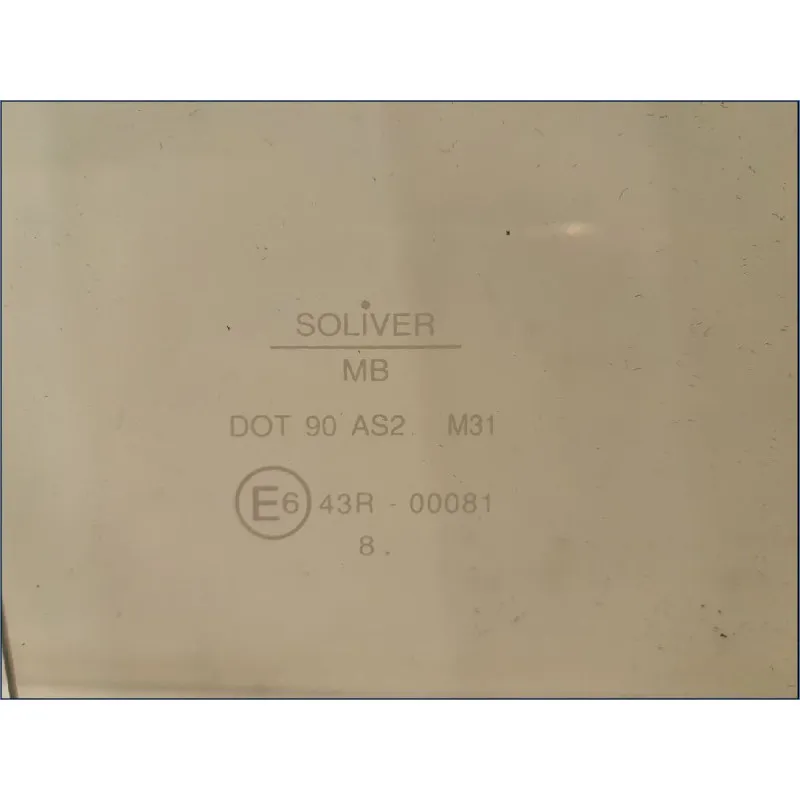 SOLiVER
MB
DOT 90 AS2. M31
E6 43R - 00081
8.